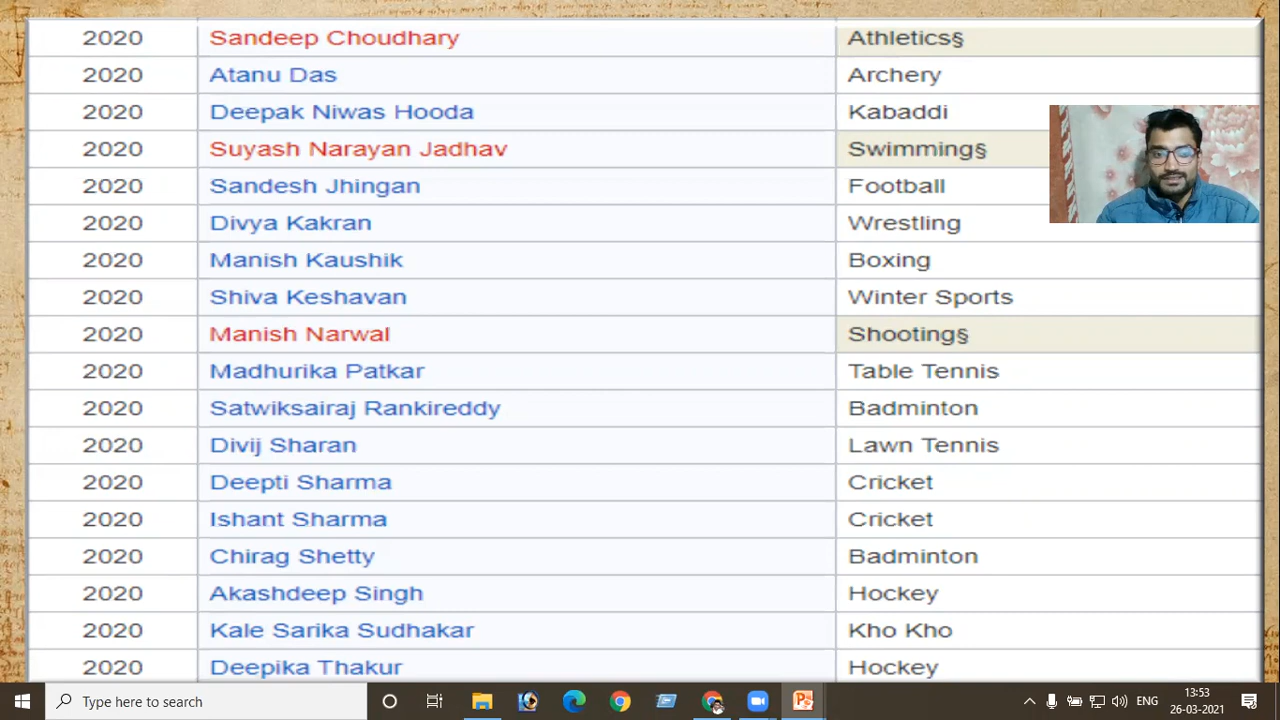 2020 Sandeep Choudhary Athletics§
2020 Atanu Das Archery
2020 Deepak Niwas Hooda Kabaddi
2020 Suyash Narayan Jadhav Swimming§
2020 Sandesh Jhingan Football
2020 Divya Kakran Wrestling
2020 Manish Kaushik Boxing
2020 Shiva Keshavan Winter Sports
2020 Manish Narwal Shooting§
2020 Madhurika Patkar Table Tennis
2020 Satwiksairaj Rankireddy Badminton
2020 Divij Sharan Lawn Tennis
2020 Deepti Sharma Cricket
2020 Ishant Sharma Cricket
2020 Chirag Shetty Badminton
2020 Akashdeep Singh Hockey
2020 Kale Sarika Sudhakar Kho Kho
2020 Deepika Thakur Hockey
Type here to search
ENG
13:53
26-03-2021